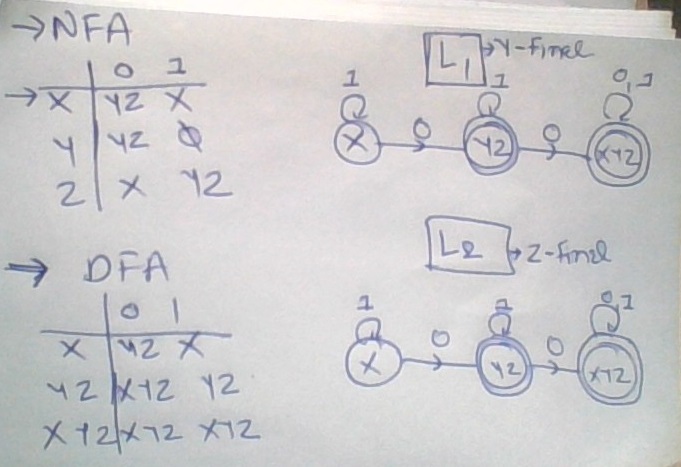 →NFA
0 1
→X YZ X
Y YZ Φ
Z X YZ
L1 →Y-Final
1 1 0,1
X 0 YZ 0 XYZ
→ DFA
0 1
X YZ X
YZ XYZ YZ
XYZ XYZ XYZ
L2 →Z-Final
1 1 0,1
X 0 YZ 0 XYZ